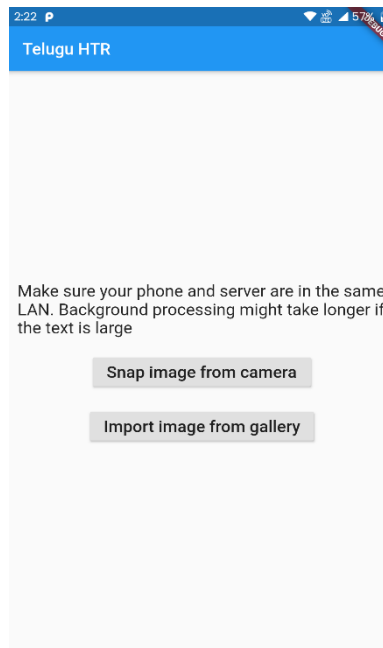 2:22 P 57%
DEBUG
Telugu HTR
Make sure your phone and server are in the same
LAN. Background processing might take longer if
the text is large
Snap image from camera
Import image from gallery